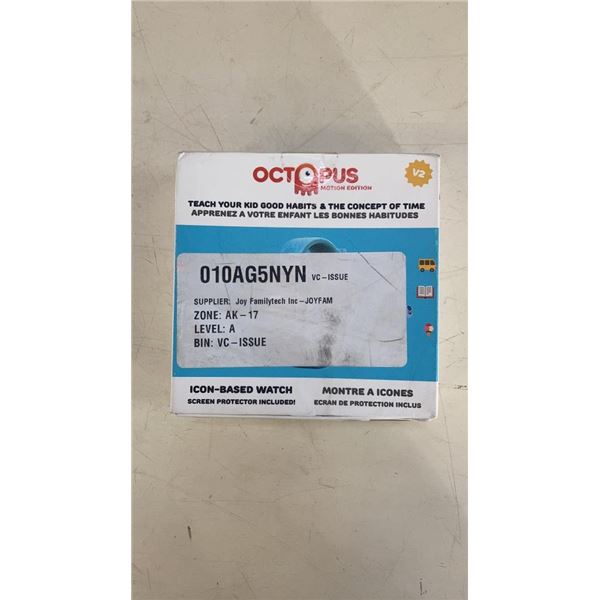 OCTOPUS
MOTION EDITION
V2
TEACH YOUR KID GOOD HABITS & THE CONCEPT OF TIME
APPRENEZ A VOTRE ENFANT LES BONNES HABITUDES
010AG5NYN VC-ISSUE
SUPPLIER: Joy Familytech Inc-JOYFAM
ZONE: AK-17
LEVEL: A
BIN: VC-ISSUE
ICON-BASED WATCH
SCREEN PROTECTOR INCLUDED!
MONTRE A ICONES
ECRAN DE PROTECTION INCLUS